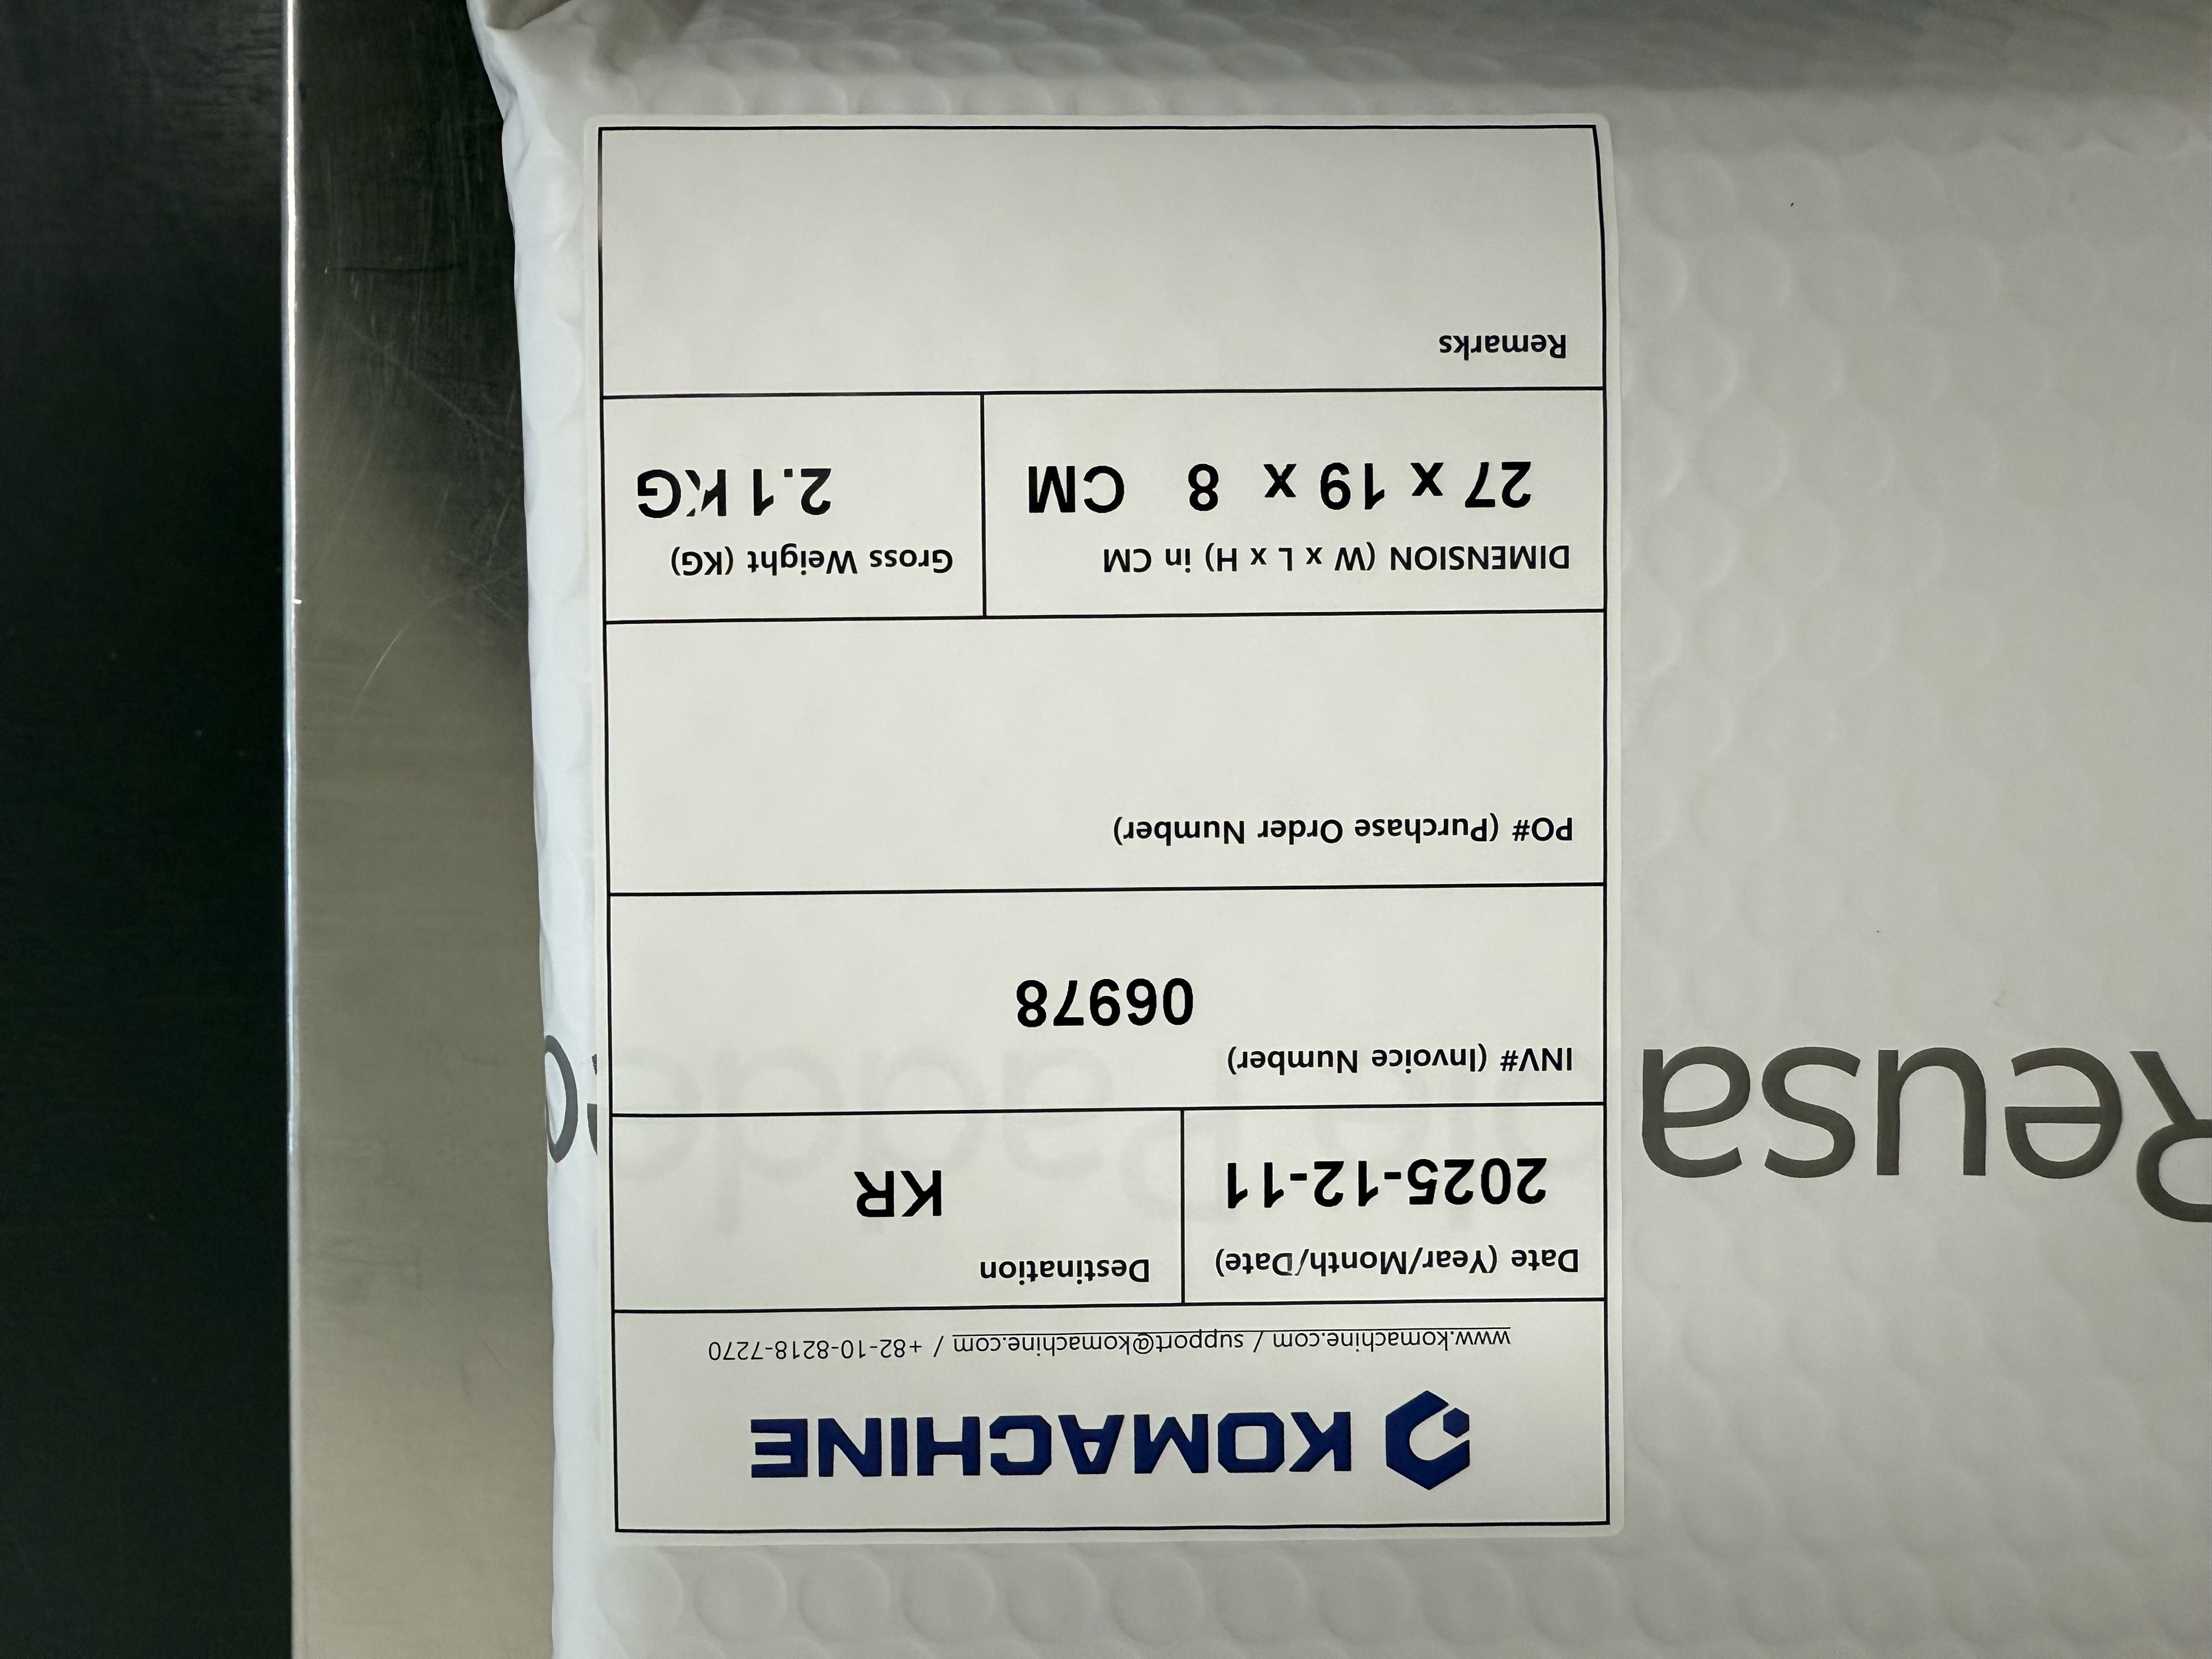 KOMACHINE
www.komachine.com / support@komachine.com / +82-10-8218-7270
Date (Year/Month/Date)
Destination
2025-12-11
KR
INV# (Invoice Number)
06978
PO# (Purchase Order Number)
DIMENSION (W x L x H) in CM
Gross Weight (KG)
27 x 19 x 8 CM
2.1 KG
Remarks
Reusa